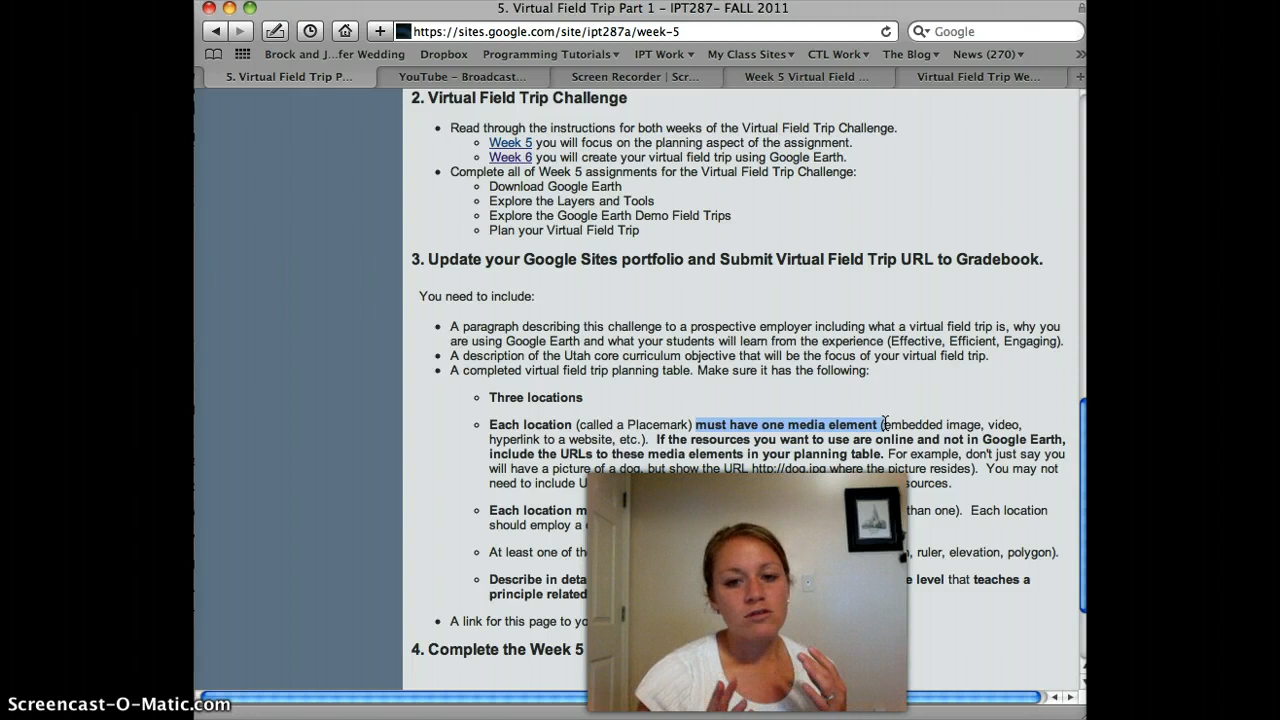 5. Virtual Field Trip Part 1 - IPT287- FALL 2011
https://sites.google.com/site/ipt287a/week-5
Google
Brock and J...fer Wedding Dropbox Programming Tutorials IPT Work My Class Sites CTL Work The Blog News (270)
5. Virtual Field Trip P... YouTube - Broadcast... Screen Recorder | Scr... Week 5 Virtual Field ... Virtual Field Trip We...
2. Virtual Field Trip Challenge
Read through the instructions for both weeks of the Virtual Field Trip Challenge.
Week 5 you will focus on the planning aspect of the assignment.
Week 6 you will create your virtual field trip using Google Earth.
Complete all of Week 5 assignments for the Virtual Field Trip Challenge:
Download Google Earth
Explore the Layers and Tools
Explore the Google Earth Demo Field Trips
Plan your Virtual Field Trip
3. Update your Google Sites portfolio and Submit Virtual Field Trip URL to Gradebook.
You need to include:
A paragraph describing this challenge to a prospective employer including what a virtual field trip is, why you
are using Google Earth and what your students will learn from the experience (Effective, Efficient, Engaging).
A description of the Utah core curriculum objective that will be the focus of your virtual field trip.
A completed virtual field trip planning table. Make sure it has the following:
Three locations
Each location (called a Placemark) must have one media element (embedded image, video,
hyperlink to a website, etc.). If the resources you want to use are online and not in Google Earth,
include the URLs to these media elements in your planning table. For example, don't just say you
will have a picture of a dog, but show the URL http://dog.jpg where the picture resides). You may not
need to include U sources.
Each location m than one). Each location
should employ a
At least one of th , ruler, elevation, polygon).
Describe in deta e level that teaches a
principle related
A link for this page to yo
4. Complete the Week 5
Screencast-O-Matic.com